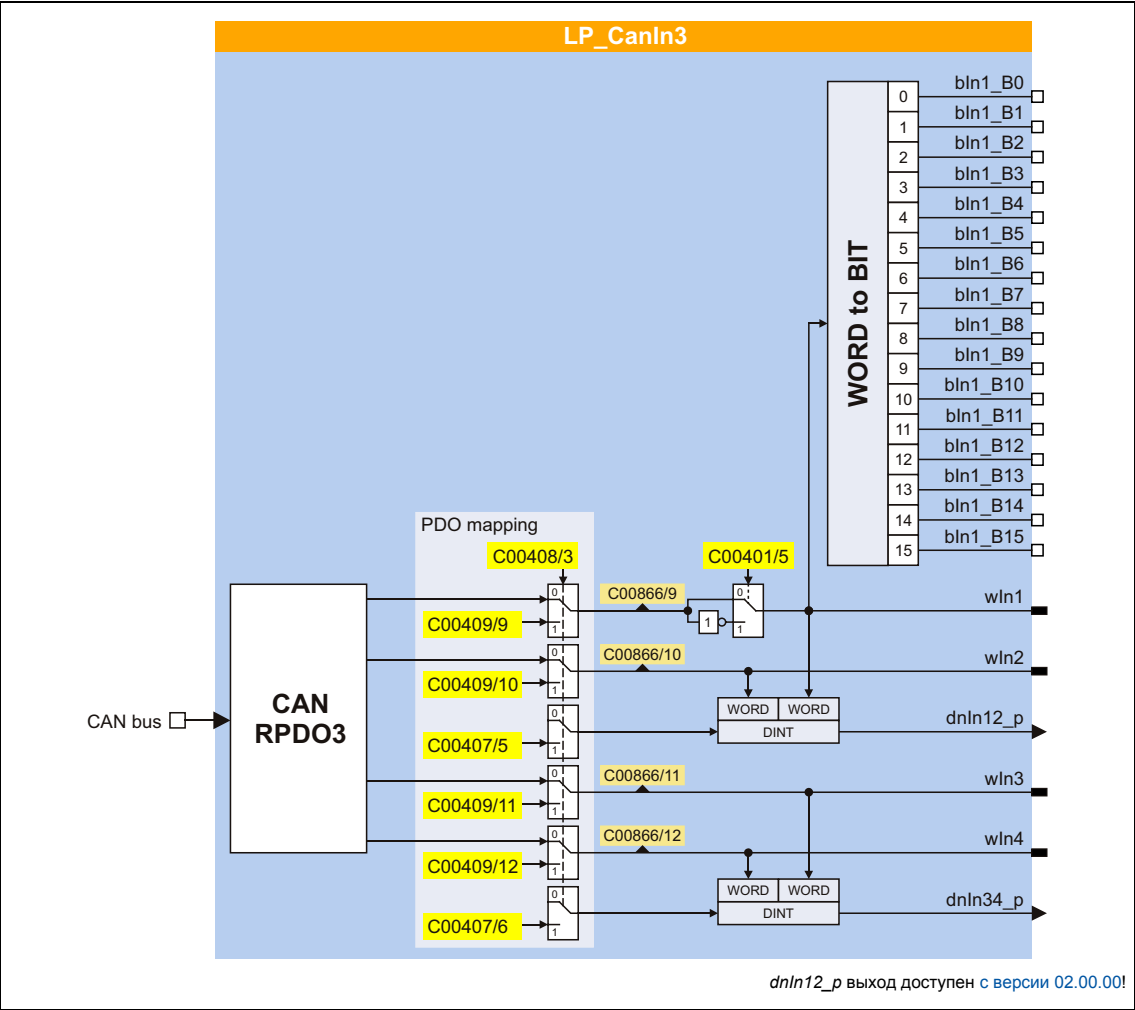 LP_CanIn3
bIn1_B0
0
bIn1_B1
1
bIn1_B2
2
bIn1_B3
3
bIn1_B4
4
bIn1_B5
5
bIn1_B6
6
bIn1_B7
7
bIn1_B8
8
bIn1_B9
9
bIn1_B10
10
bIn1_B11
11
bIn1_B12
12
bIn1_B13
13
bIn1_B14
14
bIn1_B15
15
WORD to BIT
PDO mapping
C00408/3
C00401/5
0
C00866/9
0
wIn1
C00409/9
1
1
1
0
C00866/10
wIn2
C00409/10
1
CAN
RPDO3
CAN bus
0
WORD
WORD
dnIn12_p
DINT
C00407/5
1
0
C00866/11
wIn3
C00409/11
1
0
C00866/12
wIn4
C00409/12
1
0
WORD
WORD
dnIn34_p
DINT
C00407/6
1
dnIn12_p выход доступен с версии 02.00.00!